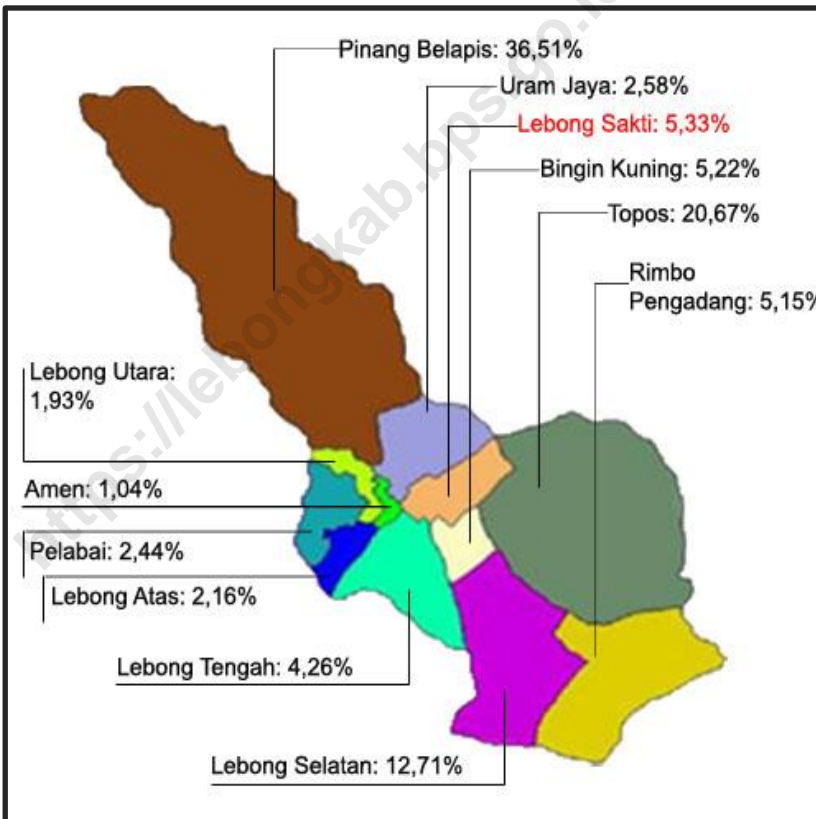 Pinang Belapis: 36,51%
Uram Jaya: 2,58%
Lebong Sakti: 5,33%
Bingin Kuning: 5,22%
Topos: 20,67%
Rimbo
Pengadang: 5,15%
Lebong Utara:
1,93%
Amen: 1,04%
Pelabai: 2,44%
Lebong Atas: 2,16%
Lebong Tengah: 4,26%
Lebong Selatan: 12,71%
https://lebongkab.bps.go.